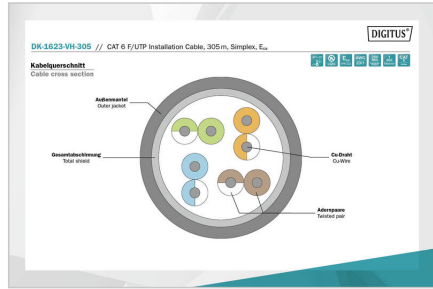 DIGITUS®
DK-1623-VH-305 // CAT 6 F/UTP Installation Cable, 305 m, Simplex, Eca
Kabelquerschnitt
Cable cross section
Außenmantel
Outer jacket
Gesamtabschirmung
Total shield
Cu-Draht
Cu-Wire
Adernpaare
Twisted pair